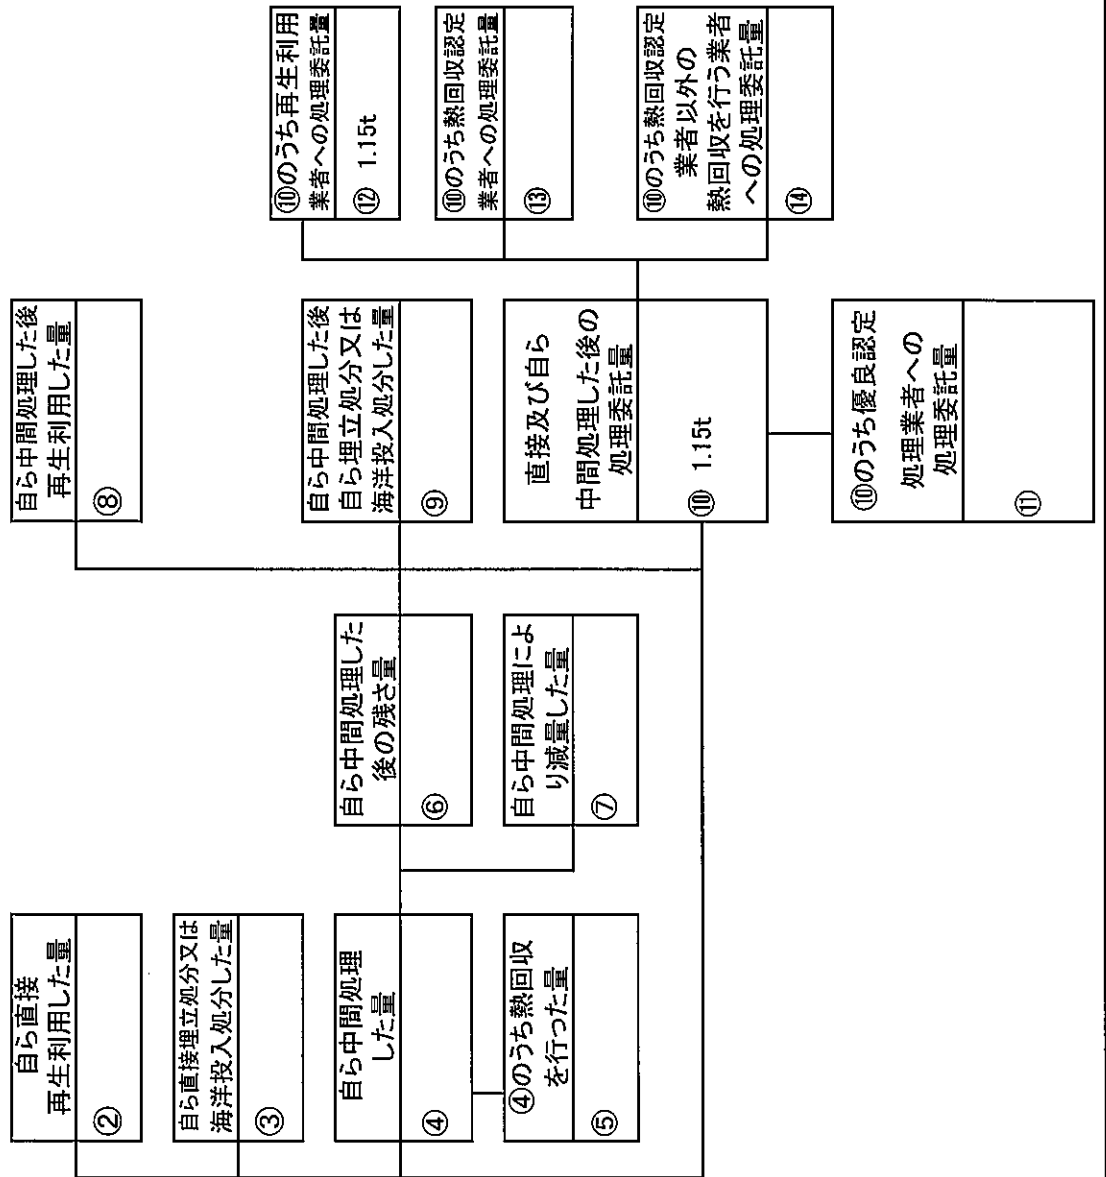 自ら直接
再生利用した量
②
自ら直接埋立処分又は
海洋投入処分した量
③
自ら中間処理
した量
④
④のうち熱回収
を行った量
⑤
自ら中間処理した
後の残さ量
⑥
自ら中間処理によ
り減量した量
⑦
自ら中間処理した後
再生利用した量
⑧
自ら中間処理した後
自ら埋立処分又は
海洋投入処分した量
⑨
直接及び自ら
中間処理した後の
処理委託量
⑩ 1.15t
⑩のうち優良認定
処理業者への
処理委託量
⑪
⑩のうち再生利用
業者への処理委託量
⑫ 1.15t
⑩のうち熱回収認定
業者への処理委託量
⑬
⑩のうち熱回収認定
業者以外の
熱回収を行う業者
への処理委託量
⑭